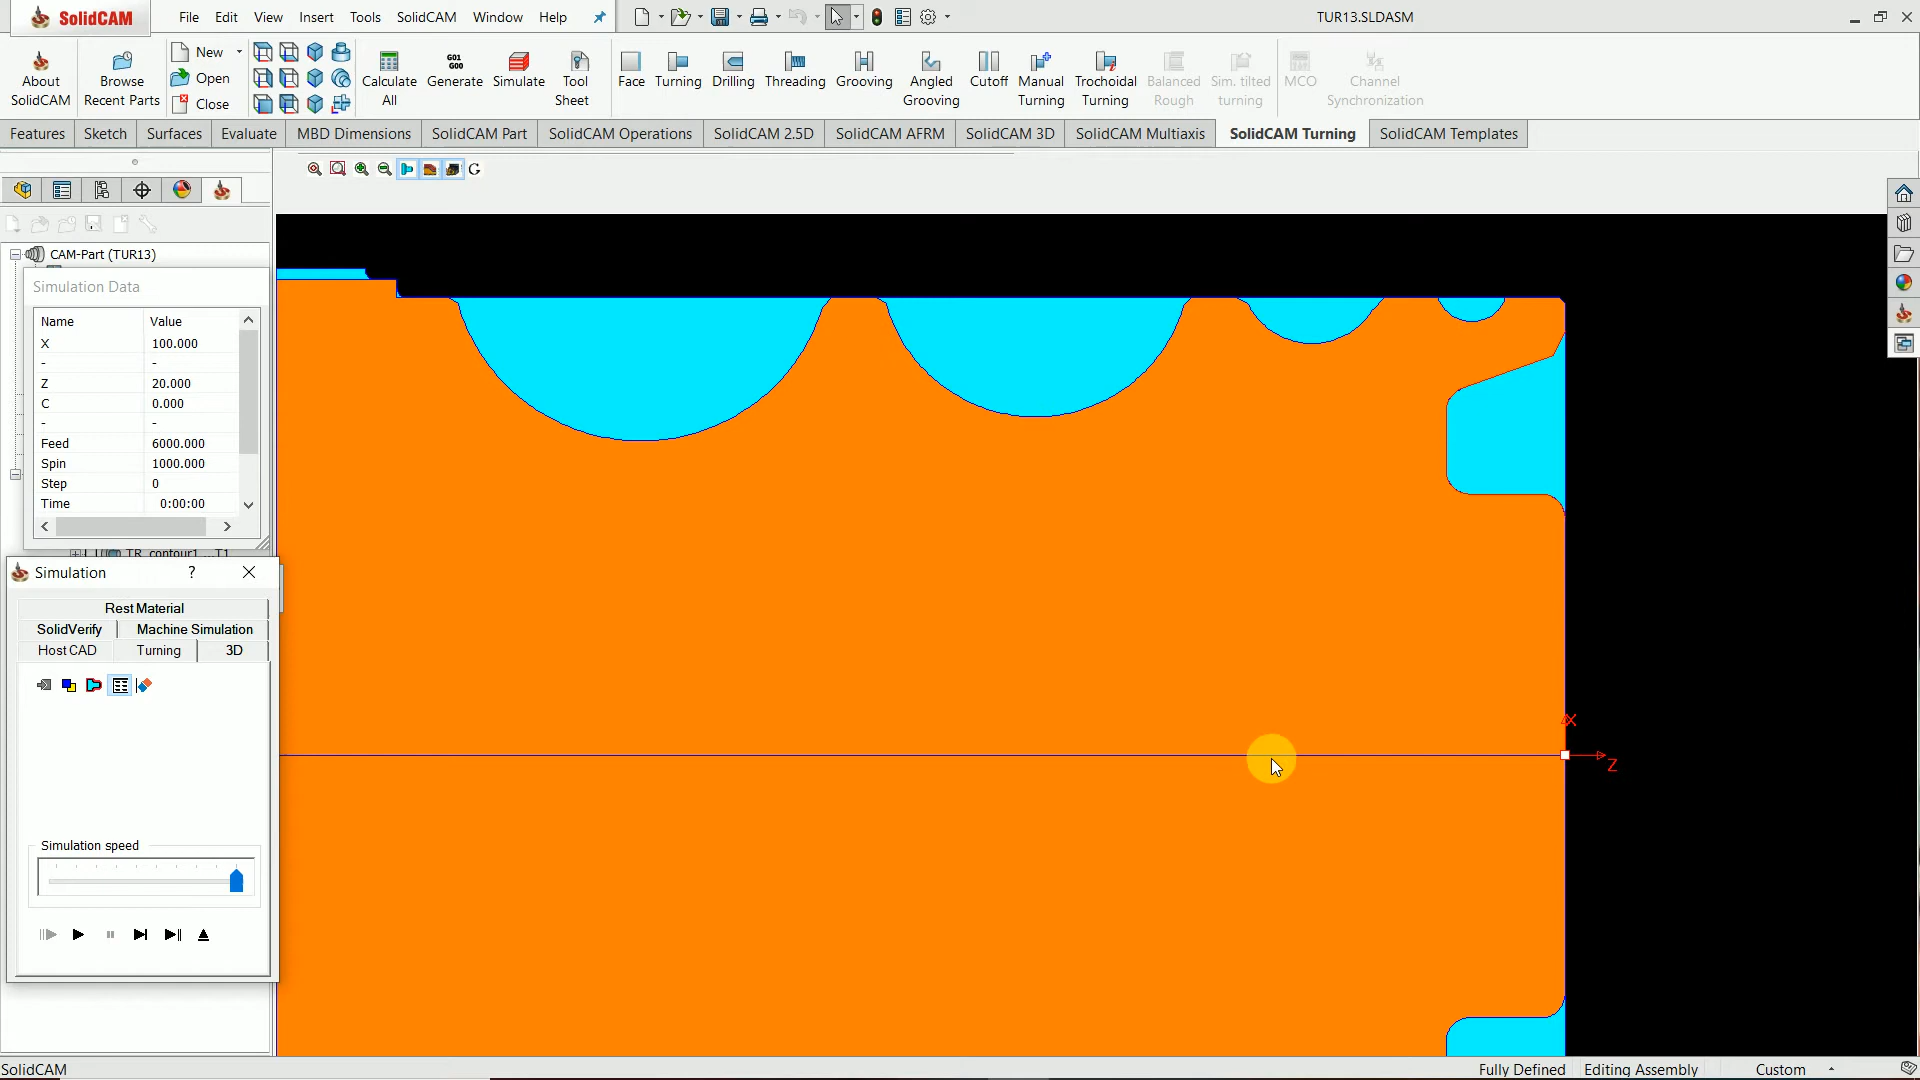 SolidCAM
File Edit View Insert Tools SolidCAM Window Help
TUR13.SLDASM
About SolidCAM
Browse Recent Parts
New
Open
Close
Calculate All
G01 G00
Generate
Simulate
Tool Sheet
Face
Turning
Drilling
Threading
Grooving
Angled Grooving
Cutoff
Manual Turning
Trochoidal Turning
Balanced Rough
Sim. tilted turning
MCO
Channel Synchronization
Features Sketch Surfaces Evaluate MBD Dimensions SolidCAM Part SolidCAM Operations SolidCAM 2.5D SolidCAM AFRM SolidCAM 3D SolidCAM Multiaxis SolidCAM Turning SolidCAM Templates
G
CAM-Part (TUR13)
Simulation Data
Name Value
X 100.000
- -
Z 20.000
C 0.000
- -
Feed 6000.000
Spin 1000.000
Step 0
Time 0:00:00
TR_contour1 ...T1
Simulation ?
Rest Material
SolidVerify Machine Simulation
Host CAD Turning 3D
Simulation speed
X
Z
SolidCAM
Fully Defined Editing Assembly Custom